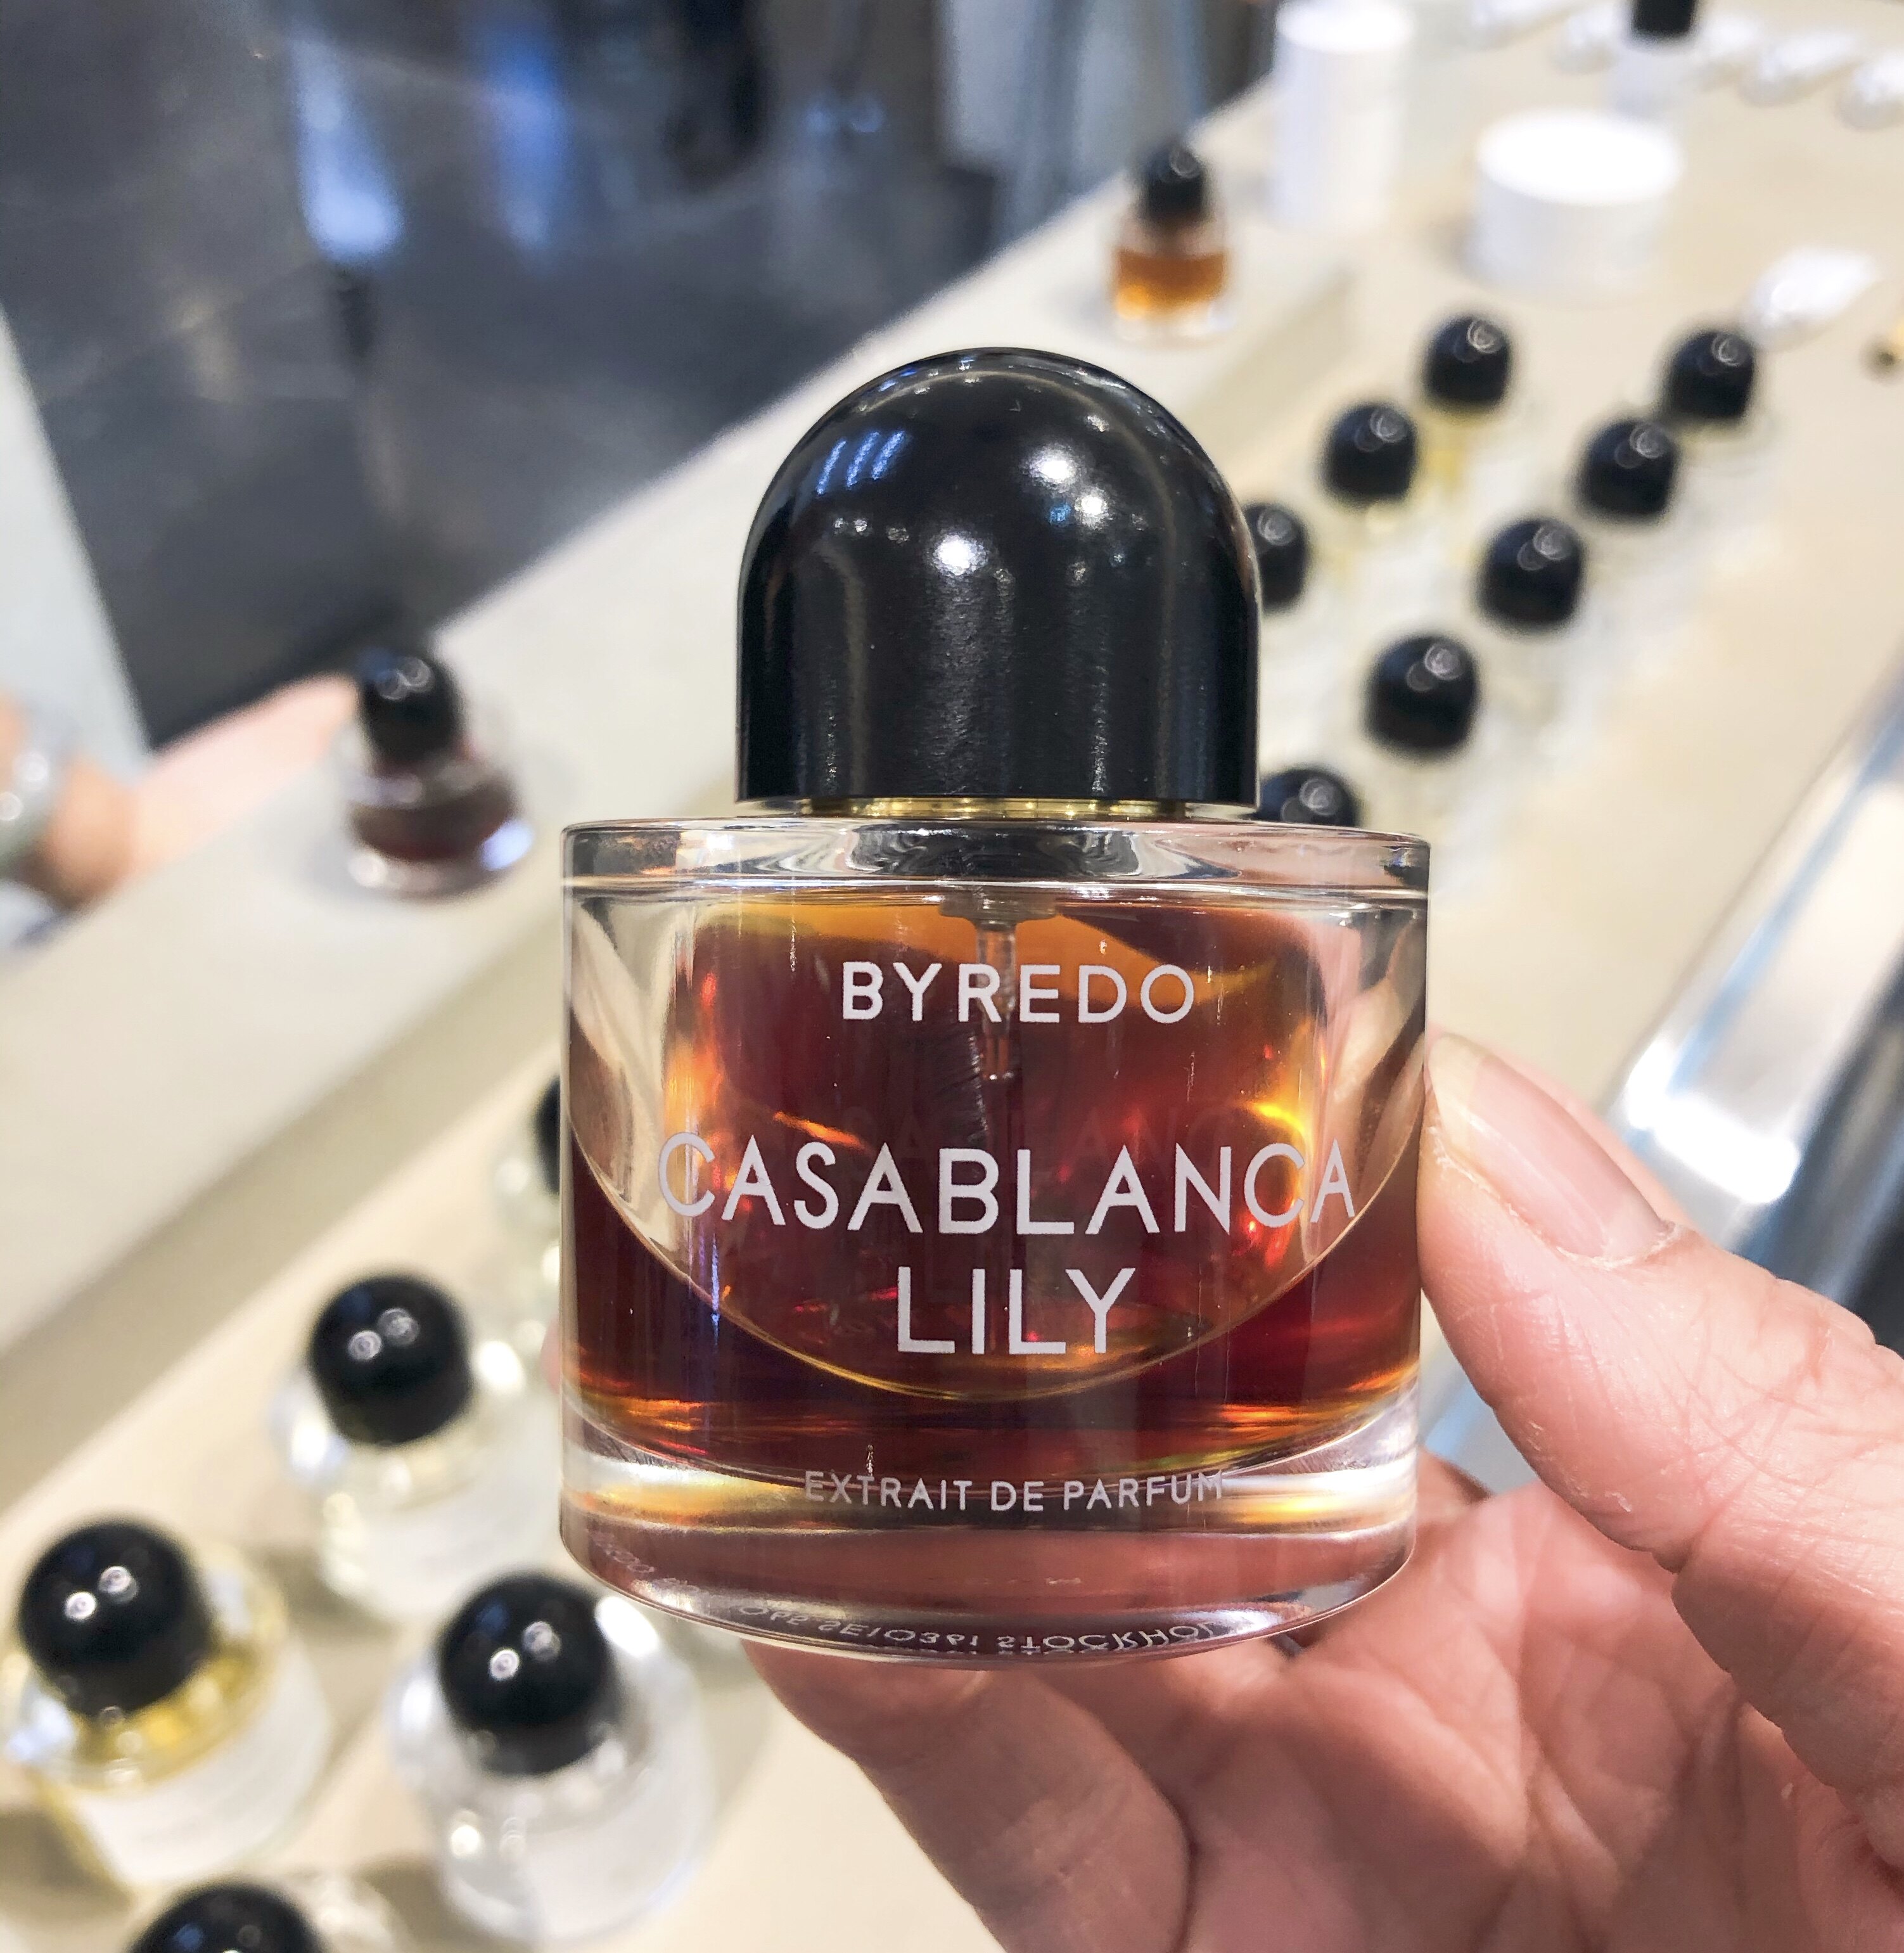 BYREDO
CASABLANCA
LILY
EXTRAIT DE PARFUM